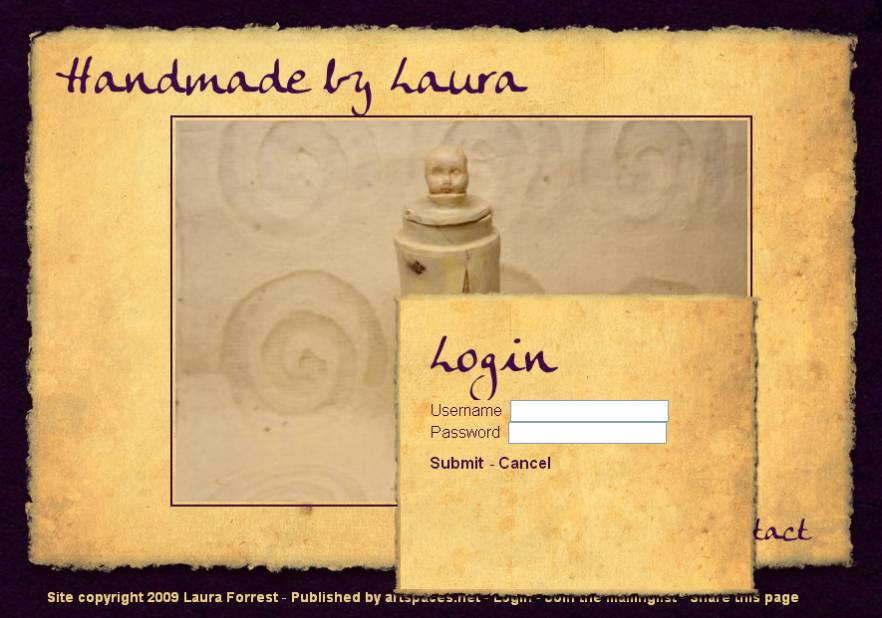 Handmade by Laura
Login
Username
Password
Submit - Cancel
tact
Site copyright 2009 Laura Forrest - Published by artspaces.net - Login - Join the mailinglist - Share this page